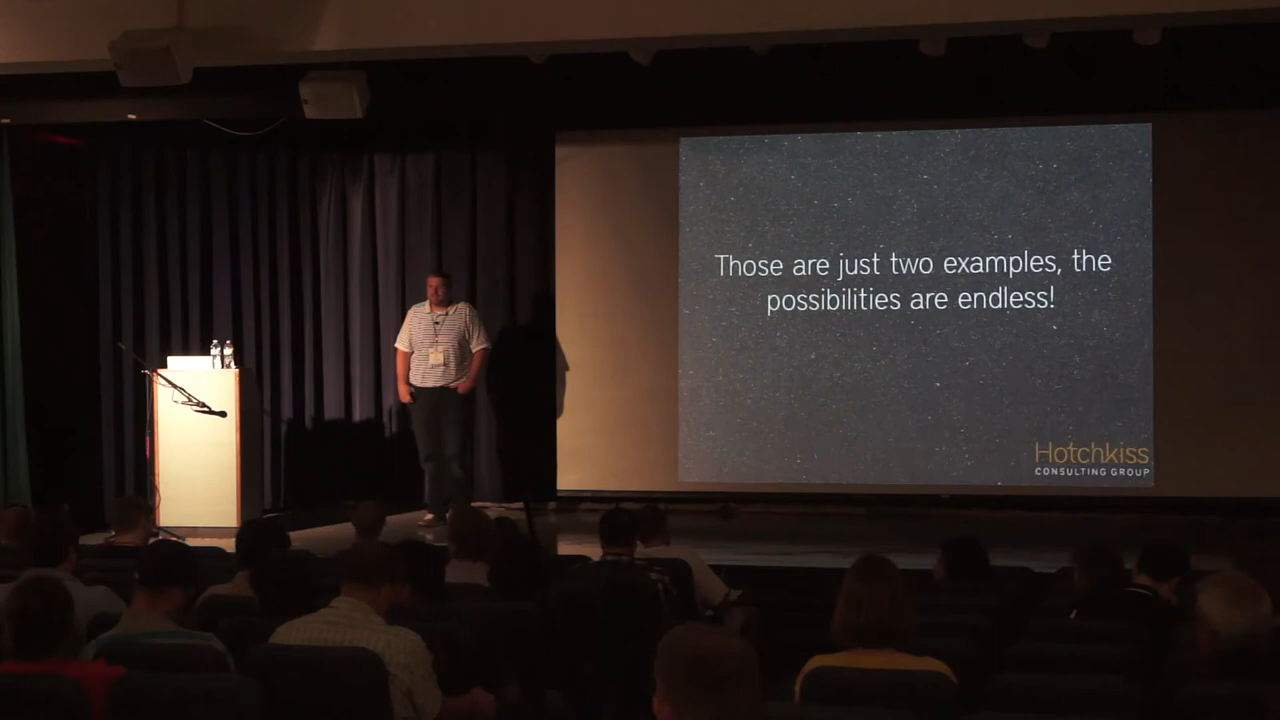 Those are just two examples, the
possibilities are endless!
Hotchkiss
CONSULTING GROUP